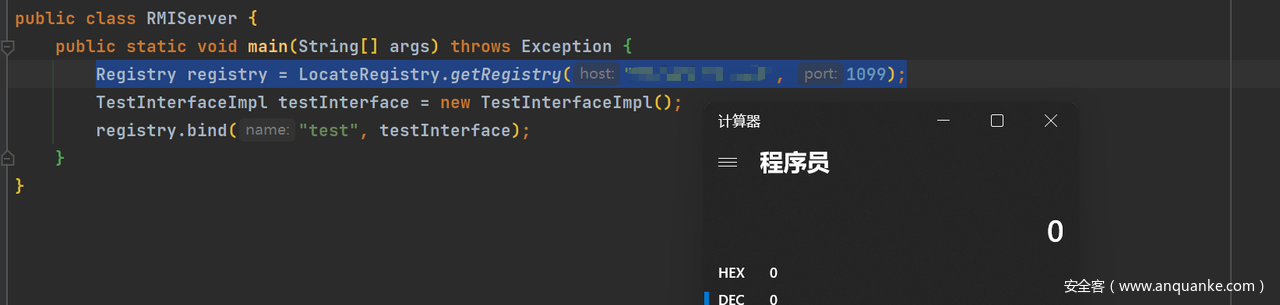 public class RMIServer {
public static void main(String[] args) throws Exception {
Registry registry = LocateRegistry.getRegistry( host: " ", port: 1099);
TestInterfaceImpl testInterface = new TestInterfaceImpl();
registry.bind( name: "test", testInterface);
}
}
计算器
程序员
0
HEX 0
DEC 0
安全客（www.anquanke.com）